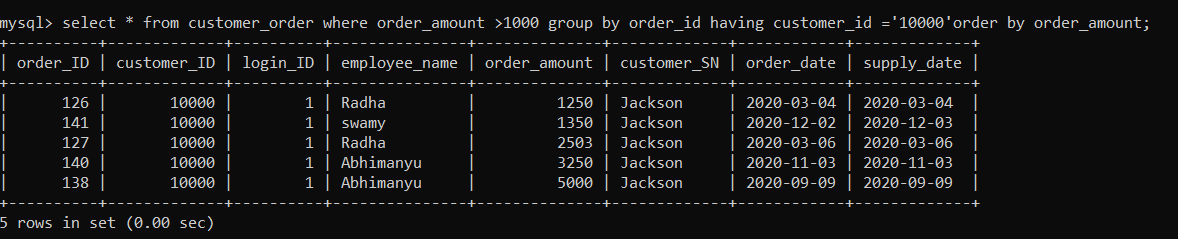 mysql> select * from customer_order where order_amount >1000 group by order_id having customer_id ='10000'order by order_amount;
+----------+-------------+----------+---------------+--------------+-------------+------------+-------------+
| order_ID | customer_ID | login_ID | employee_name | order_amount | customer_SN | order_date | supply_date |
+----------+-------------+----------+---------------+--------------+-------------+------------+-------------+
|      126 |       10000 |        1 | Radha         |         1250 | Jackson     | 2020-03-04 | 2020-03-04  |
|      141 |       10000 |        1 | swamy         |         1350 | Jackson     | 2020-12-02 | 2020-12-03  |
|      127 |       10000 |        1 | Radha         |         2503 | Jackson     | 2020-03-06 | 2020-03-06  |
|      140 |       10000 |        1 | Abhimanyu     |         3250 | Jackson     | 2020-11-03 | 2020-11-03  |
|      138 |       10000 |        1 | Abhimanyu     |         5000 | Jackson     | 2020-09-09 | 2020-09-09  |
+----------+-------------+----------+---------------+--------------+-------------+------------+-------------+
5 rows in set (0.00 sec)